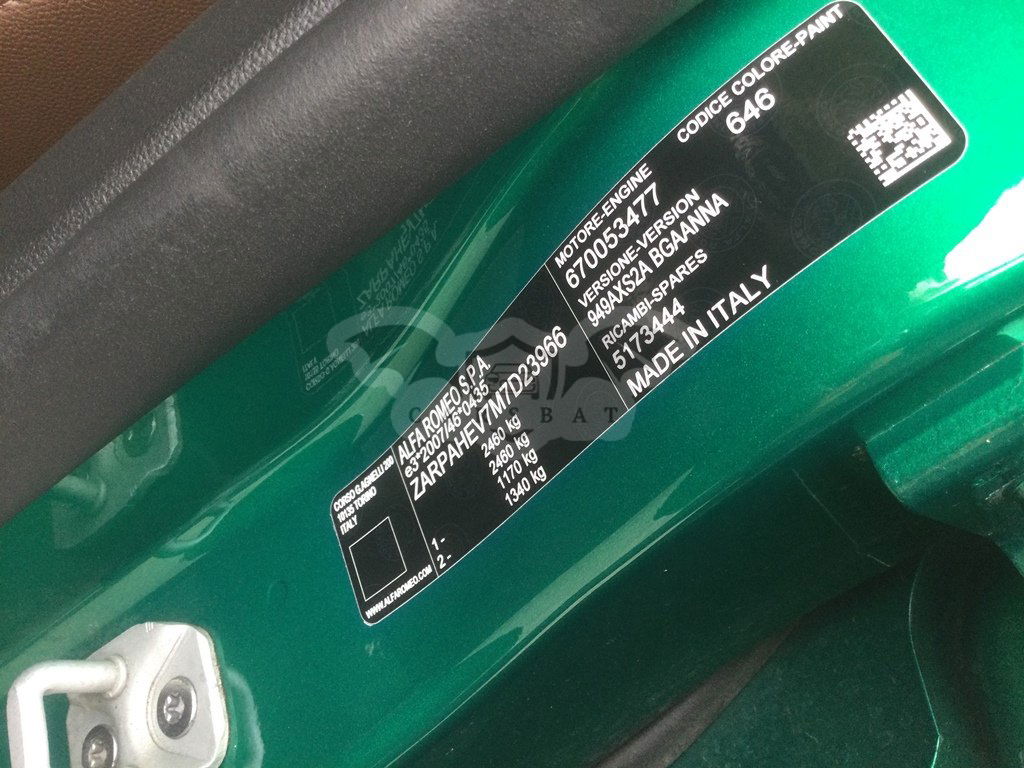 CORSO G.AGNELLI 200
10135 TORINO
ITALY
WWW.ALFAROMEO.COM
ALFA ROMEO S.P.A.
e3*2007/46*0435
ZARPAHEV7M7D23966
2460 kg
2460 kg
1 - 1170 kg
2 - 1340 kg
MOTORE-ENGINE
670053477
VERSIONE-VERSION
949AXS2A BGAANNA
RICAMBI-SPARES
5173444
MADE IN ITALY
CODICE COLORE-PAINT
646